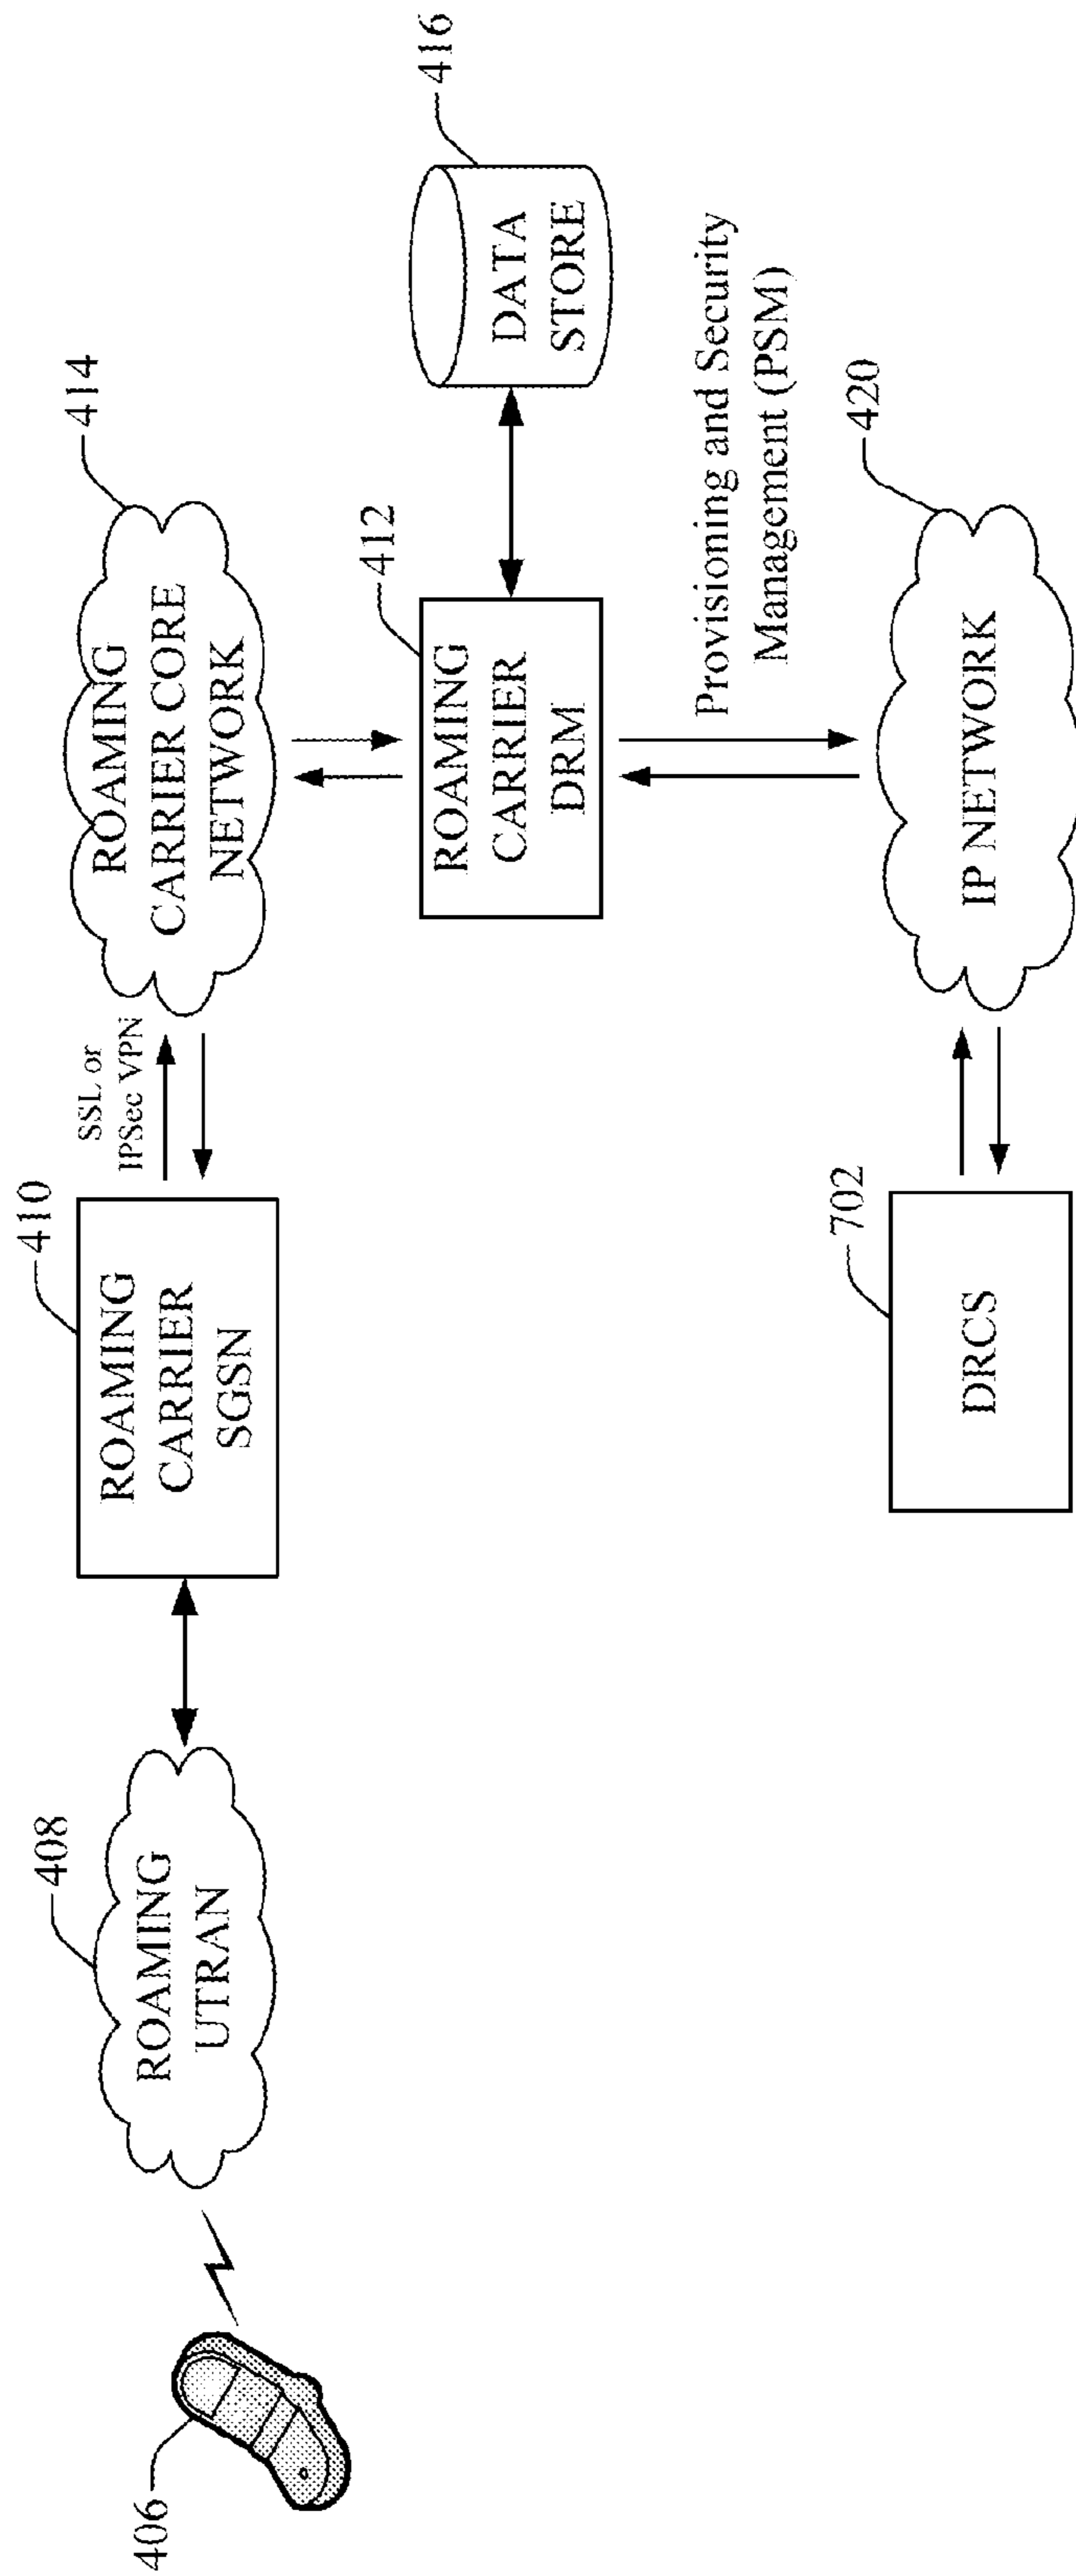 406
408
ROAMING
UTRAN
410
ROAMING
CARRIER
SGSN
SSL or
IPSec VPN
414
ROAMING
CARRIER CORE
NETWORK
412
ROAMING
CARRIER
DRM
416
DATA
STORE
Provisioning and Security
Management (PSM)
702
DRCS
420
IP NETWORK